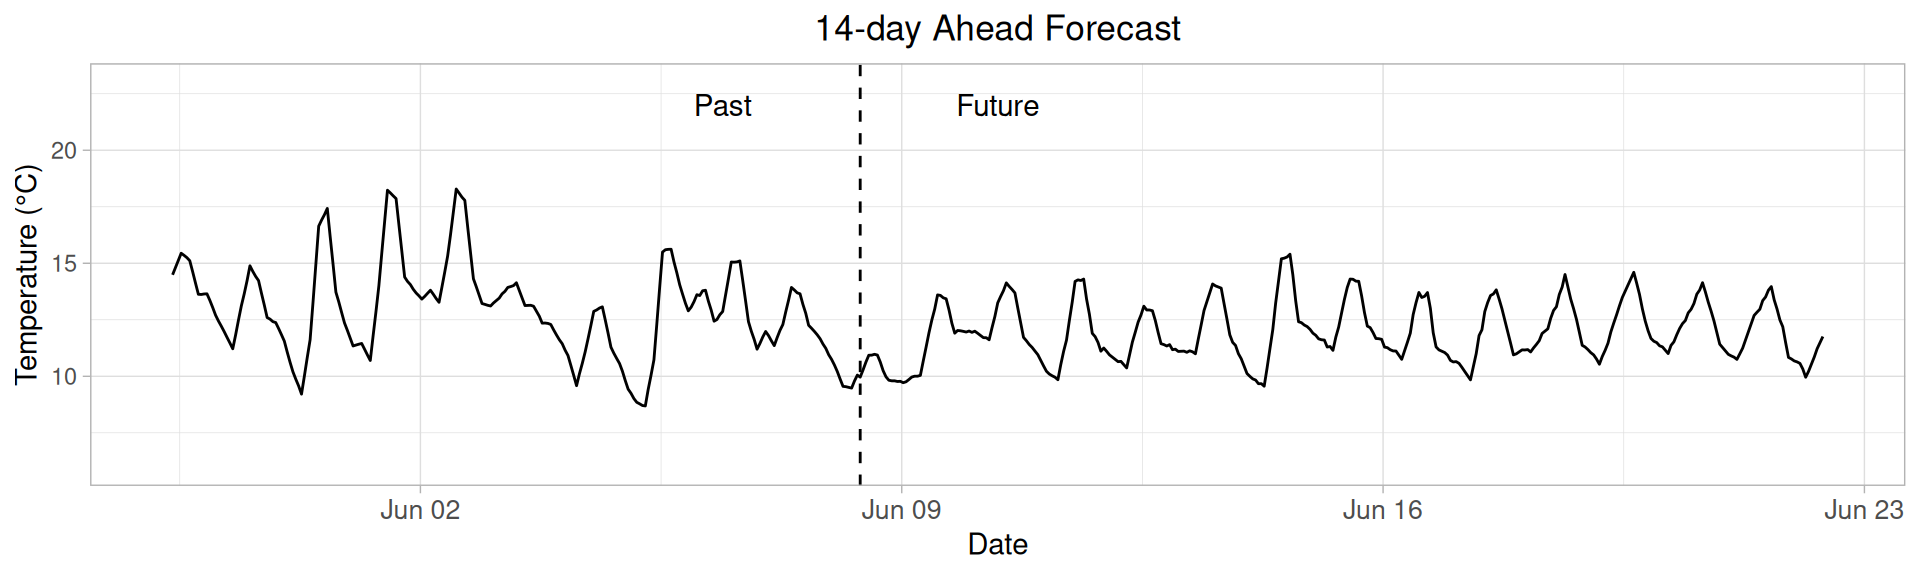 14-day Ahead Forecast
Past
Future
Temperature (°C)
20
15
10
Jun 02
Jun 09
Jun 16
Jun 23
Date